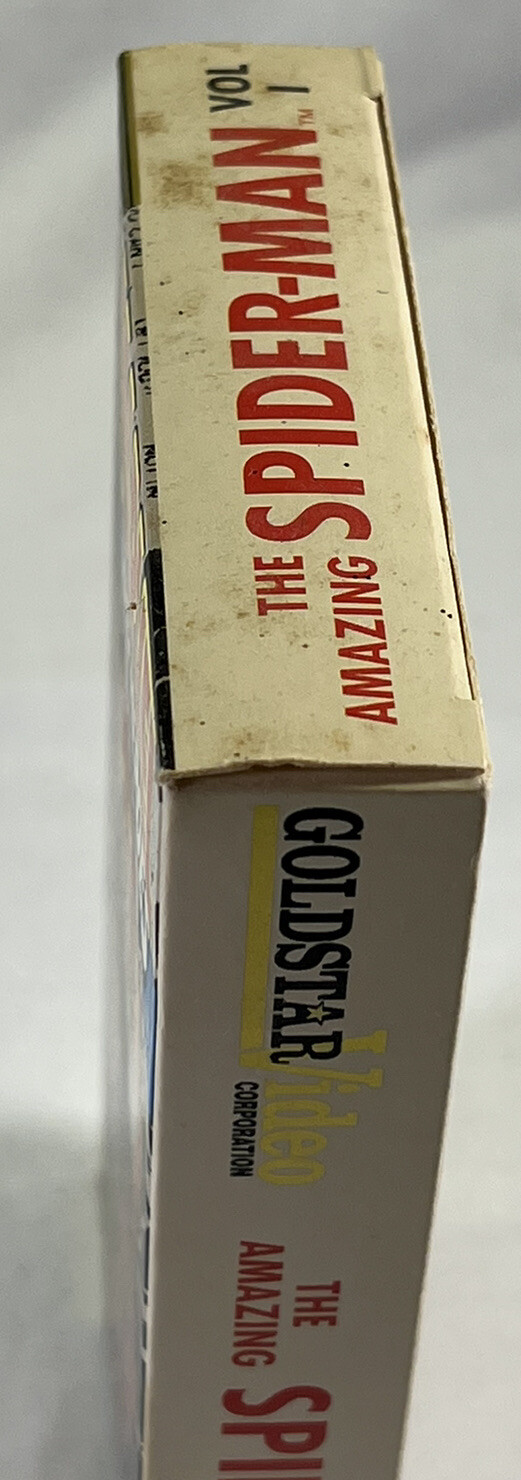 THE
AMAZING
SPIDER-MAN™
VOL
1
GOLDSTAR
Video
CORPORATION
THE
AMAZING
SPI